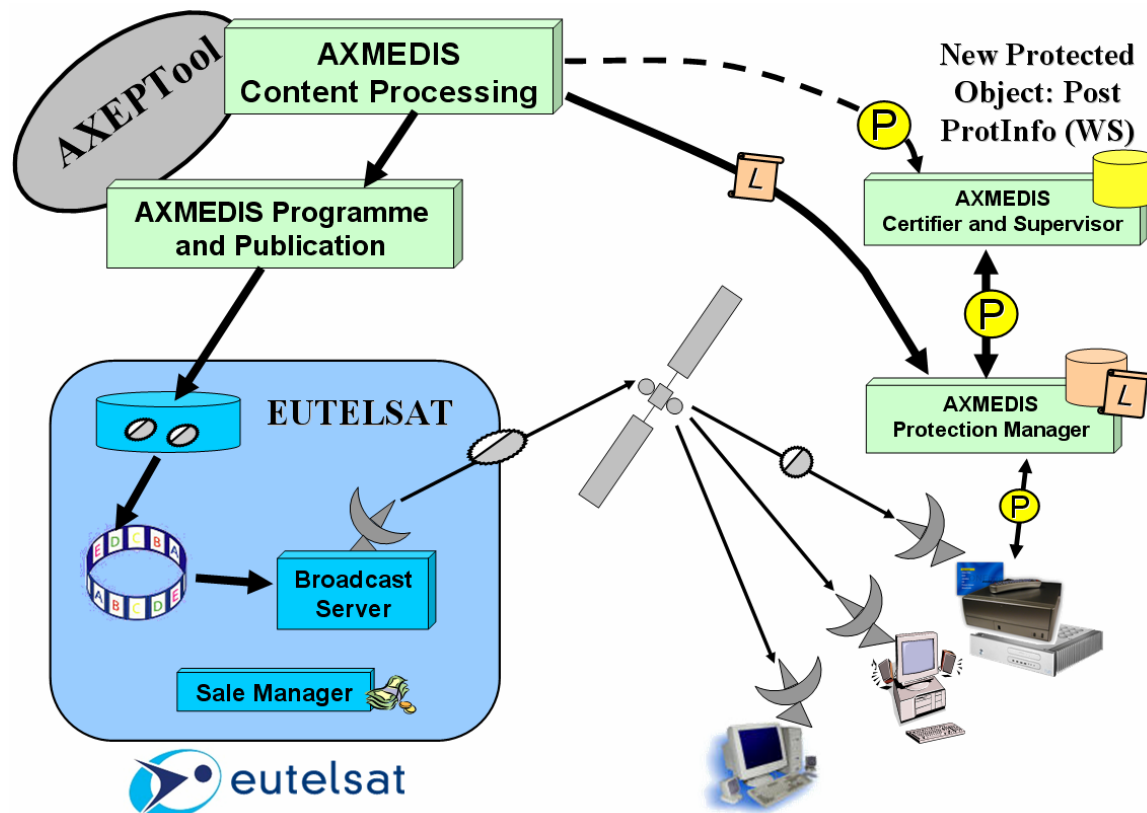 AXEPTool
AXMEDIS
Content Processing
New Protected
Object: Post
ProtInfo (WS)
P
L
AXMEDIS
Certifier and Supervisor
AXMEDIS Programme
and Publication
P
EUTELSAT
L
AXMEDIS
Protection Manager
P
E D C B A
A B C D E
Broadcast
Server
Sale Manager
eutelsat